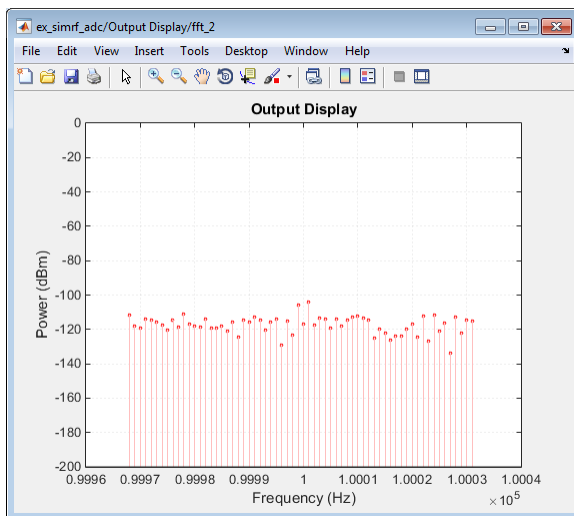 ex_simrf_adc/Output Display/fft_2
File Edit View Insert Tools Desktop Window Help
Output Display
0
-20
-40
-60
-80
-100
-120
-140
-160
-180
-200
Power (dBm)
0.9996 0.9997 0.9998 0.9999 1 1.0001 1.0002 1.0003 1.0004
Frequency (Hz)
×10^5